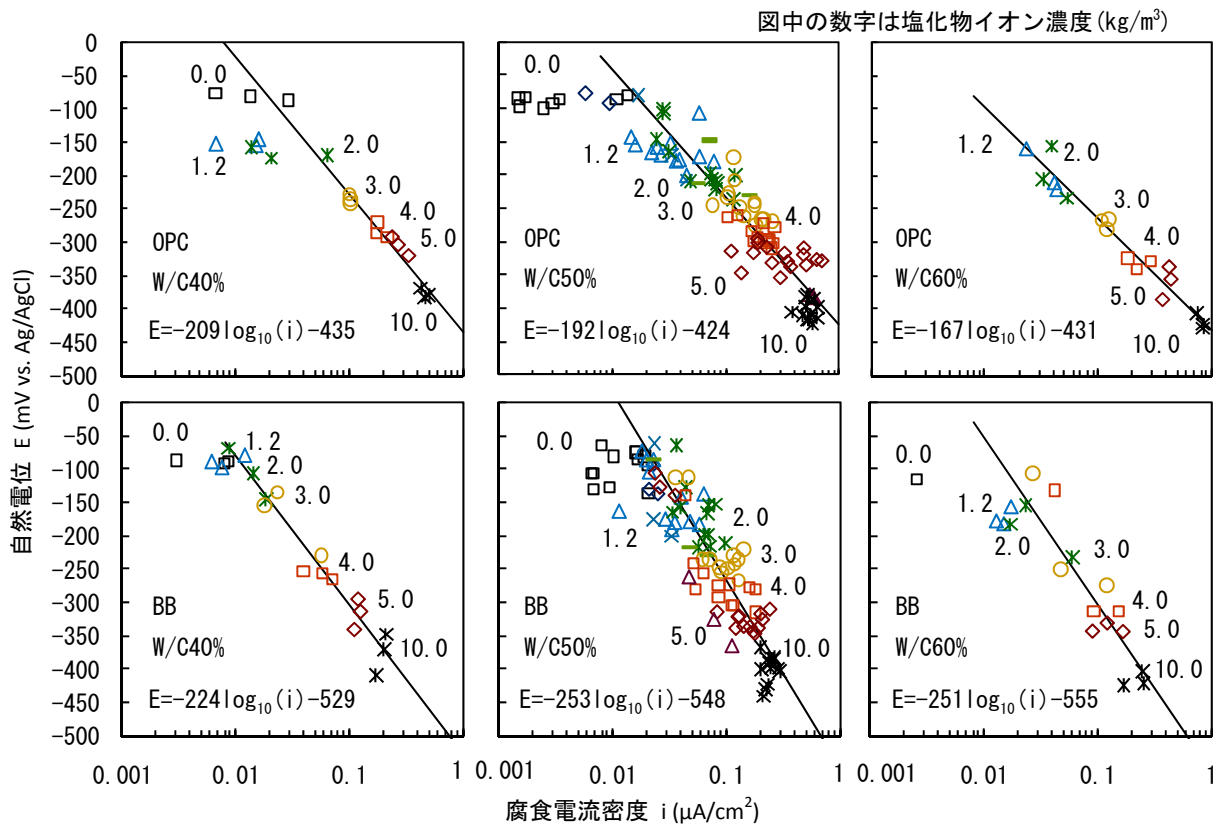 図中の数字は塩化物イオン濃度(kg/m³)
自然電位 E (mV vs. Ag/AgCl)
0
-50
-100
-150
-200
-250
-300
-350
-400
-450
-500
0.0
1.2
2.0
3.0
4.0
5.0
10.0
OPC
W/C40%
E=-209log₁₀(i)-435
0.0
1.2
2.0
3.0
4.0
5.0
10.0
OPC
W/C50%
E=-192log₁₀(i)-424
1.2
2.0
3.0
4.0
5.0
10.0
OPC
W/C60%
E=-167log₁₀(i)-431
0
-50
-100
-150
-200
-250
-300
-350
-400
-450
-500
0.0
1.2
2.0
3.0
4.0
5.0
10.0
BB
W/C40%
E=-224log₁₀(i)-529
0.0
1.2
2.0
3.0
4.0
5.0
10.0
BB
W/C50%
E=-253log₁₀(i)-548
0.0
1.2
2.0
3.0
4.0
5.0
10.0
BB
W/C60%
E=-251log₁₀(i)-555
0.001 0.01 0.1 1
0.001 0.01 0.1 1
0.001 0.01 0.1 1
腐食電流密度 i (μA/cm²)